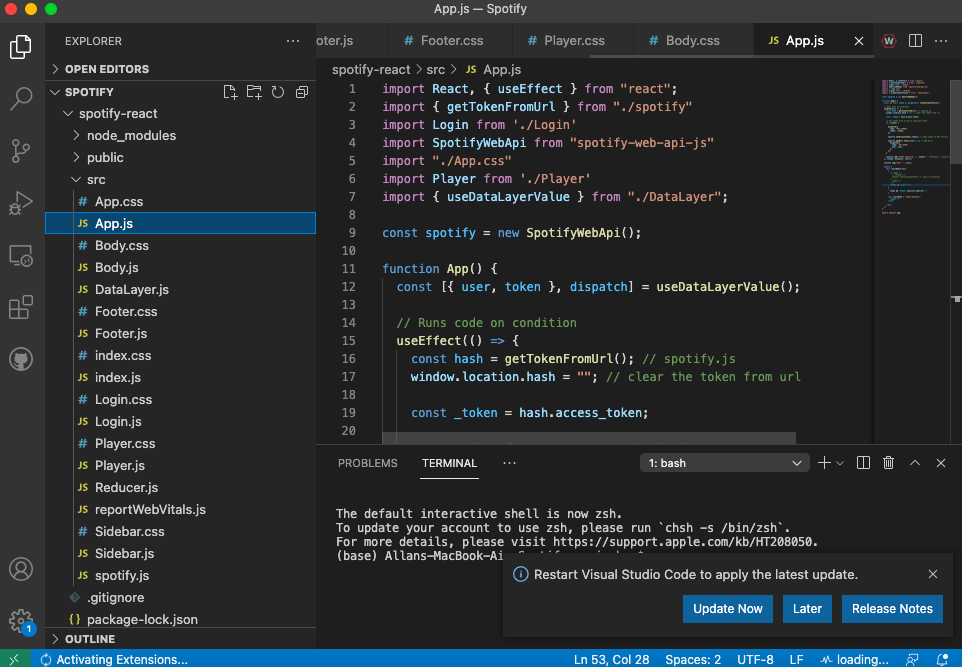 App.js — Spotify
EXPLORER
oter.js
# Footer.css
# Player.css
# Body.css
JS App.js
W
OPEN EDITORS
SPOTIFY
spotify-react
node_modules
public
src
# App.css
JS App.js
# Body.css
JS Body.js
JS DataLayer.js
# Footer.css
JS Footer.js
# index.css
JS index.js
# Login.css
JS Login.js
# Player.css
JS Player.js
JS Reducer.js
JS reportWebVitals.js
# Sidebar.css
JS Sidebar.js
JS spotify.js
.gitignore
{} package-lock.json
OUTLINE
1
spotify-react > src > JS App.js
1 import React, { useEffect } from "react";
2 import { getTokenFromUrl } from "./spotify"
3 import Login from './Login'
4 import SpotifyWebApi from "spotify-web-api-js"
5 import "./App.css"
6 import Player from './Player'
7 import { useDataLayerValue } from "./DataLayer";
8
9 const spotify = new SpotifyWebApi();
10
11 function App() {
12 const [{ user, token }, dispatch] = useDataLayerValue();
13
14 // Runs code on condition
15 useEffect(() => {
16 const hash = getTokenFromUrl(); // spotify.js
17 window.location.hash = ""; // clear the token from url
18
19 const _token = hash.access_token;
20
PROBLEMS
TERMINAL
1: bash
The default interactive shell is now zsh.
To update your account to use zsh, please run `chsh -s /bin/zsh`.
For more details, please visit https://support.apple.com/kb/HT208050.
(base) Allans-MacBook-Ai
Restart Visual Studio Code to apply the latest update.
Update Now
Later
Release Notes
Activating Extensions...
Ln 53, Col 28
Spaces: 2
UTF-8
LF
loading...